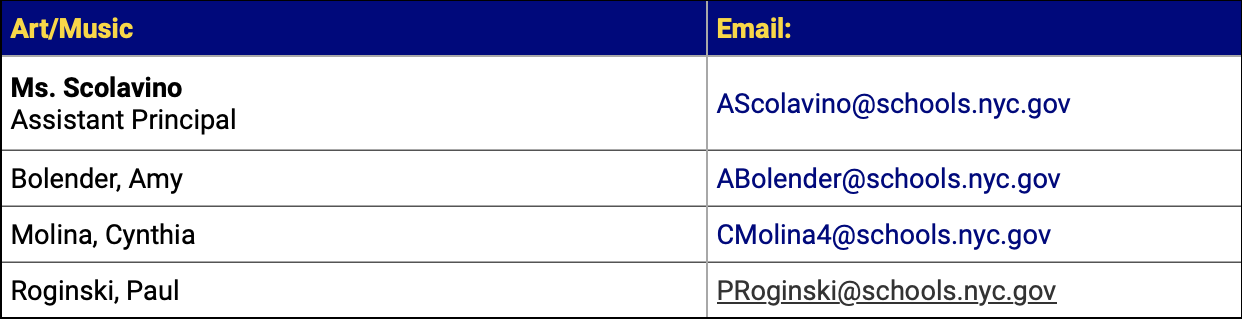 Art/Music
Email:
Ms. Scolavino
Assistant Principal
AScolavino@schools.nyc.gov
Bolender, Amy
ABolender@schools.nyc.gov
Molina, Cynthia
CMolina4@schools.nyc.gov
Roginski, Paul
PRoginski@schools.nyc.gov